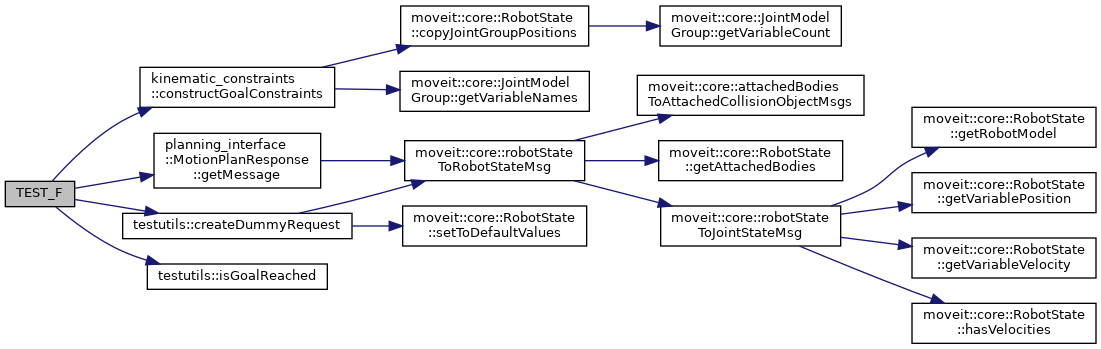 TEST_F
kinematic_constraints
::constructGoalConstraints
planning_interface
::MotionPlanResponse
::getMessage
testutils::createDummyRequest
testutils::isGoalReached
moveit::core::RobotState
::copyJointGroupPositions
moveit::core::JointModel
Group::getVariableNames
moveit::core::robotState
ToRobotStateMsg
moveit::core::RobotState
::setToDefaultValues
moveit::core::JointModel
Group::getVariableCount
moveit::core::attachedBodies
ToAttachedCollisionObjectMsgs
moveit::core::RobotState
::getAttachedBodies
moveit::core::robotState
ToJointStateMsg
moveit::core::RobotState
::getRobotModel
moveit::core::RobotState
::getVariablePosition
moveit::core::RobotState
::getVariableVelocity
moveit::core::RobotState
::hasVelocities